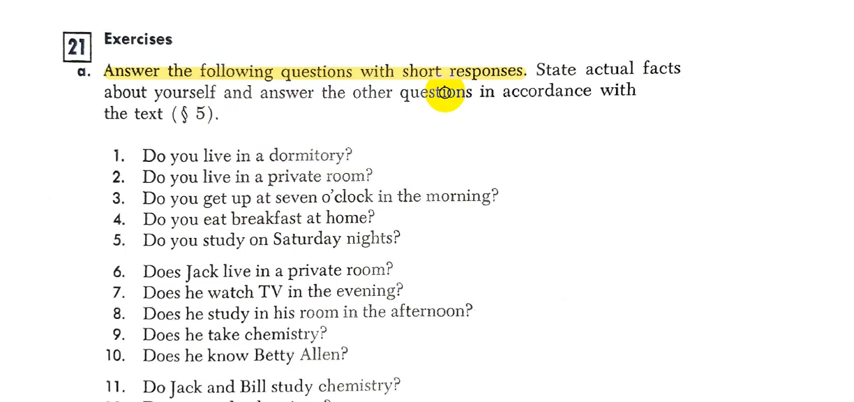 21 Exercises
a. Answer the following questions with short responses. State actual facts
about yourself and answer the other questions in accordance with
the text (§ 5).
1. Do you live in a dormitory?
2. Do you live in a private room?
3. Do you get up at seven o'clock in the morning?
4. Do you eat breakfast at home?
5. Do you study on Saturday nights?
6. Does Jack live in a private room?
7. Does he watch TV in the evening?
8. Does he study in his room in the afternoon?
9. Does he take chemistry?
10. Does he know Betty Allen?
11. Do Jack and Bill study chemistry?